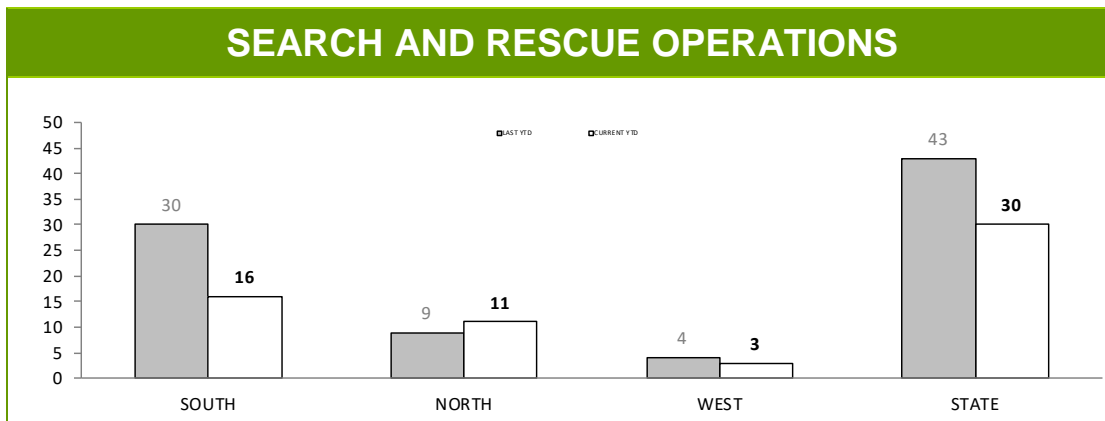 SEARCH AND RESCUE OPERATIONS
50
45
40
35
30
25
20
15
10
5
0
LAST YTD
CURRENT YTD
30
16
9
11
4
3
43
30
SOUTH
NORTH
WEST
STATE